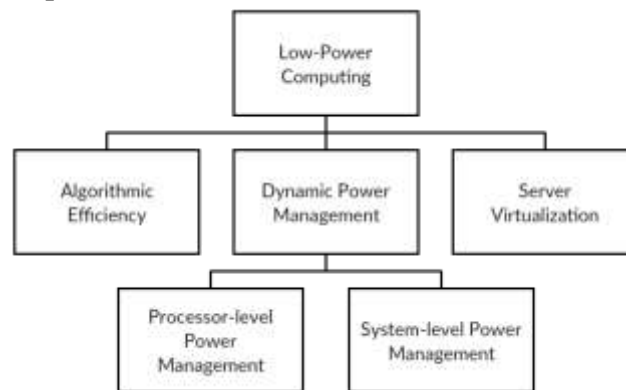 Low-Power
Computing
Algorithmic
Efficiency
Dynamic Power
Management
Server
Virtualization
Processor-level
Power
Management
System-level Power
Management